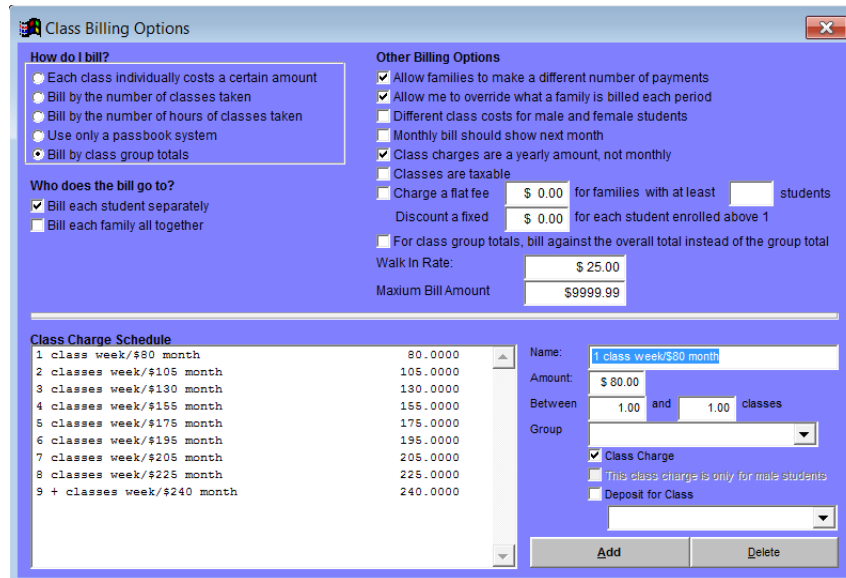 Class Billing Options
How do I bill?
Each class individually costs a certain amount
Bill by the number of classes taken
Bill by the number of hours of classes taken
Use only a passbook system
Bill by class group totals
Who does the bill go to?
Bill each student separately
Bill each family all together
Other Billing Options
Allow families to make a different number of payments
Allow me to override what a family is billed each period
Different class costs for male and female students
Monthly bill should show next month
Class charges are a yearly amount, not monthly
Classes are taxable
Charge a flat fee $ 0.00 for families with at least students
Discount a fixed $ 0.00 for each student enrolled above 1
For class group totals, bill against the overall total instead of the group total
Walk In Rate: $ 25.00
Maxium Bill Amount $9999.99
Class Charge Schedule
1 class week/$80 month 80.0000
2 classes week/$105 month 105.0000
3 classes week/$130 month 130.0000
4 classes week/$155 month 155.0000
5 classes week/$175 month 175.0000
6 classes week/$195 month 195.0000
7 classes week/$205 month 205.0000
8 classes week/$225 month 225.0000
9 + classes week/$240 month 240.0000
Name: 1 class week/$80 month
Amount: $ 80.00
Between 1.00 and 1.00 classes
Group
Class Charge
This class charge is only for male students
Deposit for Class
Add Delete